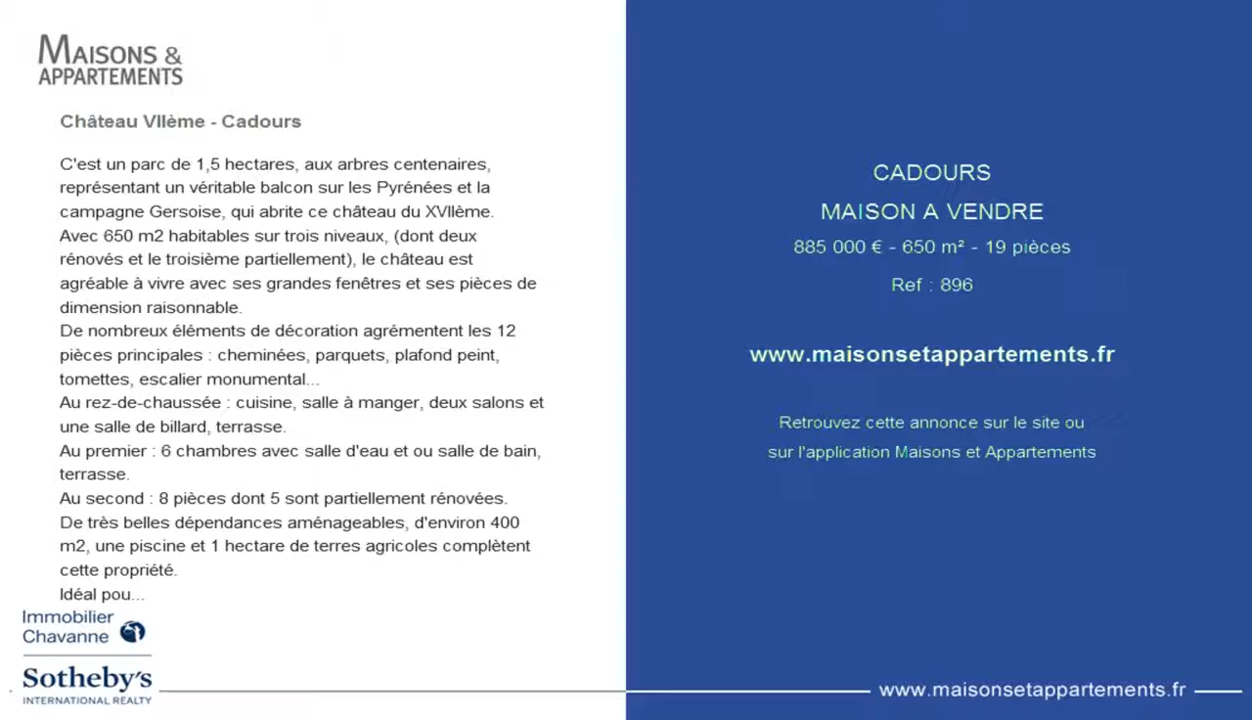 MAISONS &
APPARTEMENTS
Château VIIème - Cadours
C'est un parc de 1,5 hectares, aux arbres centenaires,
représentant un véritable balcon sur les Pyrénées et la
campagne Gersoise, qui abrite ce château du XVIIème.
Avec 650 m2 habitables sur trois niveaux, (dont deux
rénovés et le troisième partiellement), le château est
agréable à vivre avec ses grandes fenêtres et ses pièces de
dimension raisonnable.
De nombreux éléments de décoration agrémentent les 12
pièces principales : cheminées, parquets, plafond peint,
tomettes, escalier monumental...
Au rez-de-chaussée : cuisine, salle à manger, deux salons et
une salle de billard, terrasse.
Au premier : 6 chambres avec salle d'eau et ou salle de bain,
terrasse.
Au second : 8 pièces dont 5 sont partiellement rénovées.
De très belles dépendances aménageables, d'environ 400
m2, une piscine et 1 hectare de terres agricoles complètent
cette propriété.
Idéal pou...
Immobilier
Chavanne
Sotheby's
INTERNATIONAL REALTY
CADOURS
MAISON A VENDRE
885 000 € - 650 m² - 19 pièces
Ref : 896
www.maisonsetappartements.fr
Retrouvez cette annonce sur le site ou
sur l'application Maisons et Appartements
www.maisonsetappartements.fr